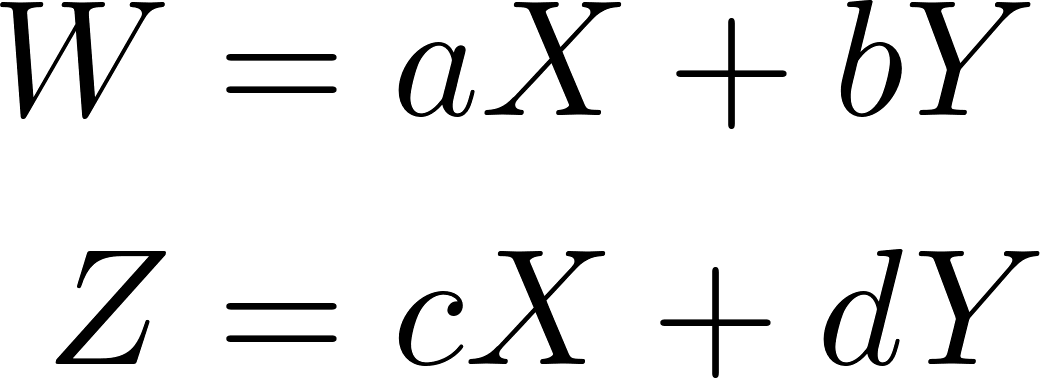 W = aX + bY
Z = cX + dY